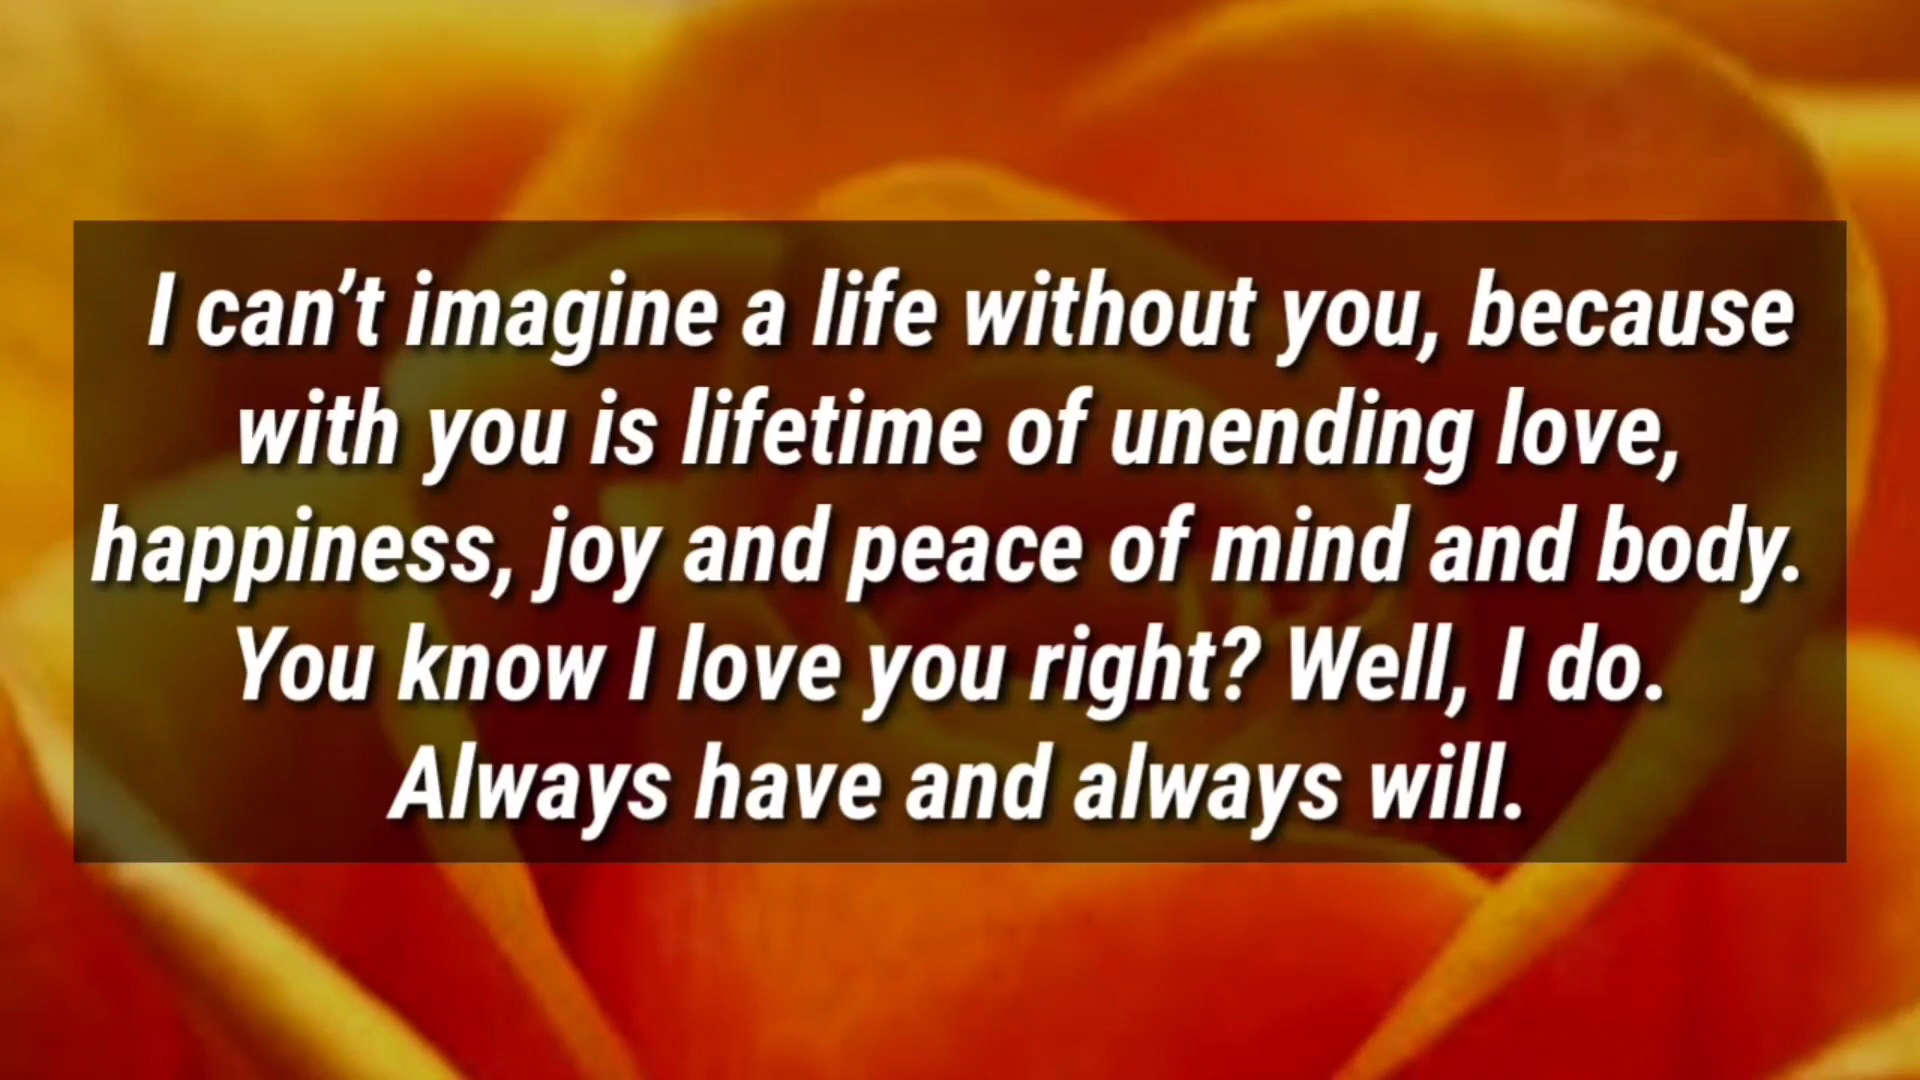 I can’t imagine a life without you, because
with you is lifetime of unending love,
happiness, joy and peace of mind and body.
You know I love you right? Well, I do.
Always have and always will.